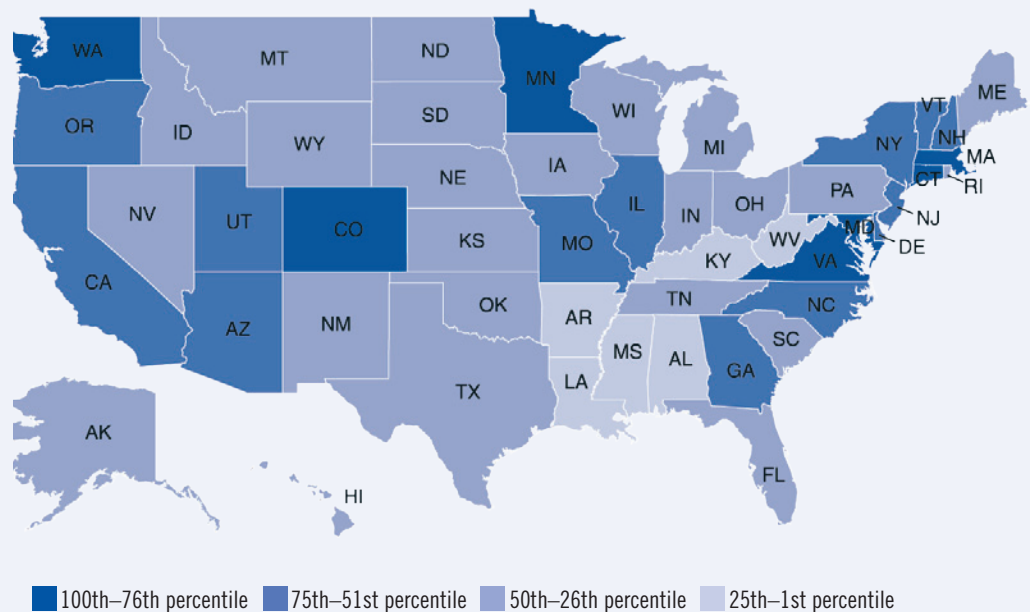 WA
MT
ND
MN
ME
VT
NH
OR
ID
SD
WI
MI
NY
MA
CT
RI
WY
IA
NE
PA
NJ
NV
UT
CO
KS
MO
IL
IN
OH
MD
DE
WV
VA
KY
CA
AZ
NM
OK
AR
TN
NC
SC
TX
LA
MS
AL
GA
FL
AK
HI
100th–76th percentile
75th–51st percentile
50th–26th percentile
25th–1st percentile